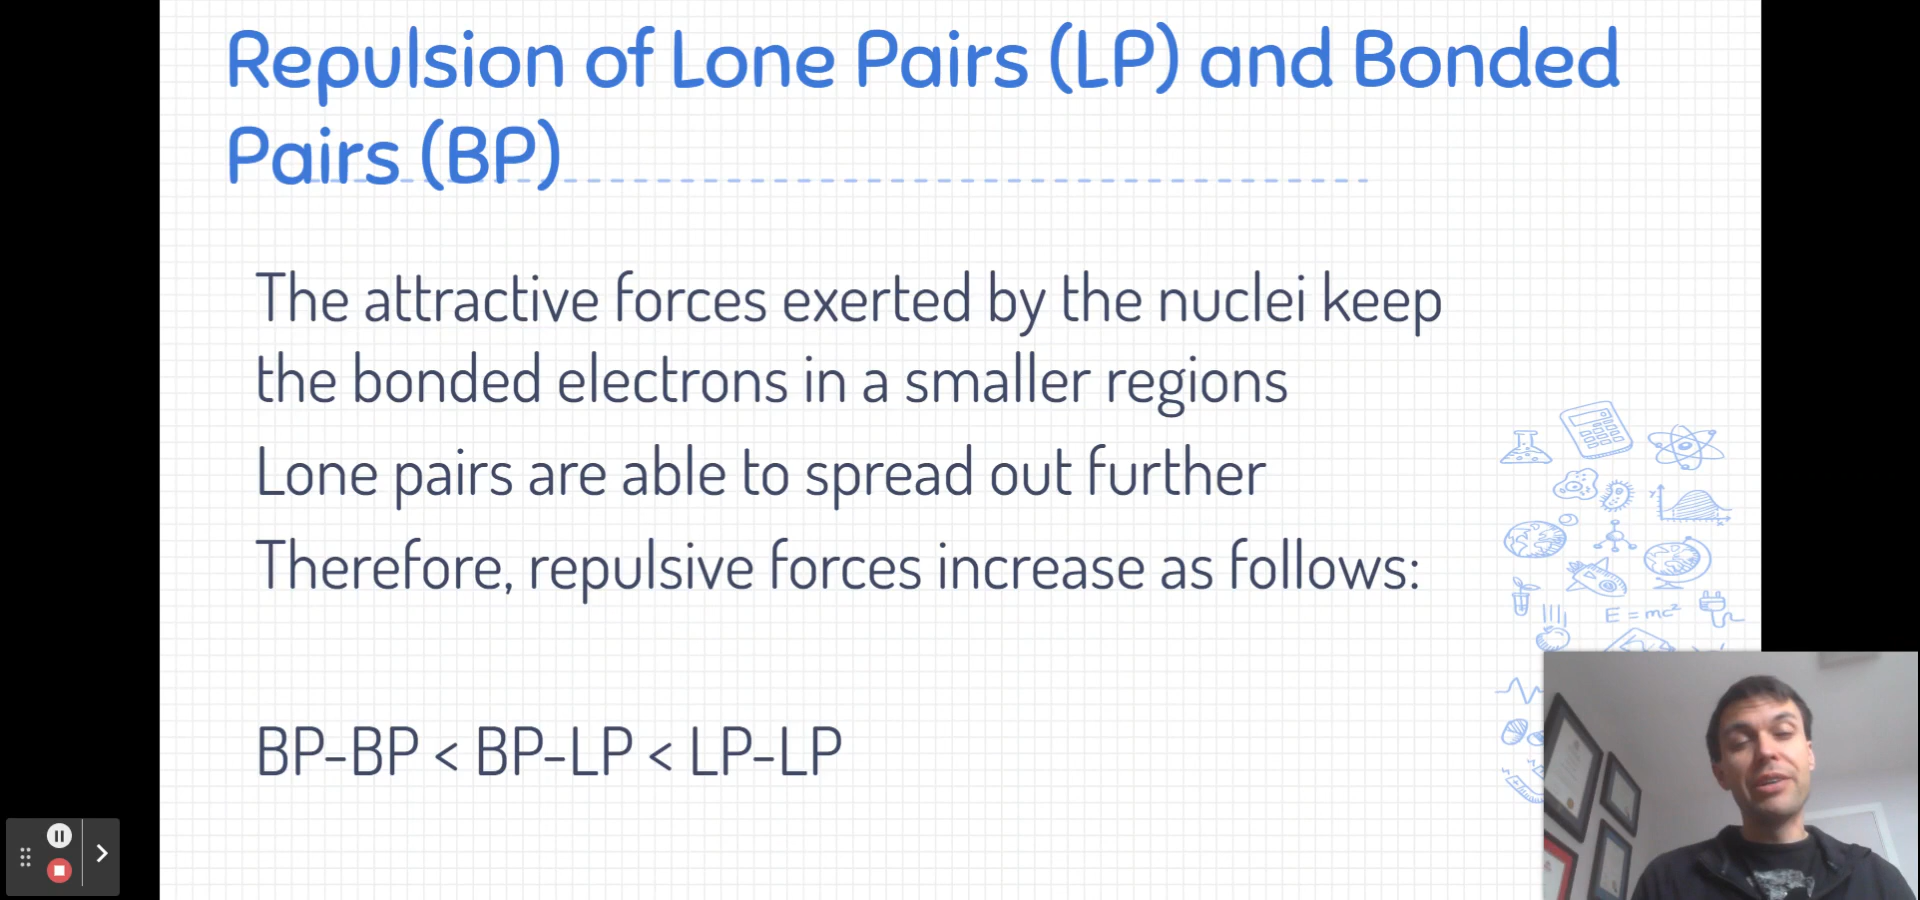 Repulsion of Lone Pairs (LP) and Bonded
Pairs (BP)
The attractive forces exerted by the nuclei keep
the bonded electrons in a smaller regions
Lone pairs are able to spread out further
Therefore, repulsive forces increase as follows:
E = mc²
BP-BP < BP-LP < LP-LP